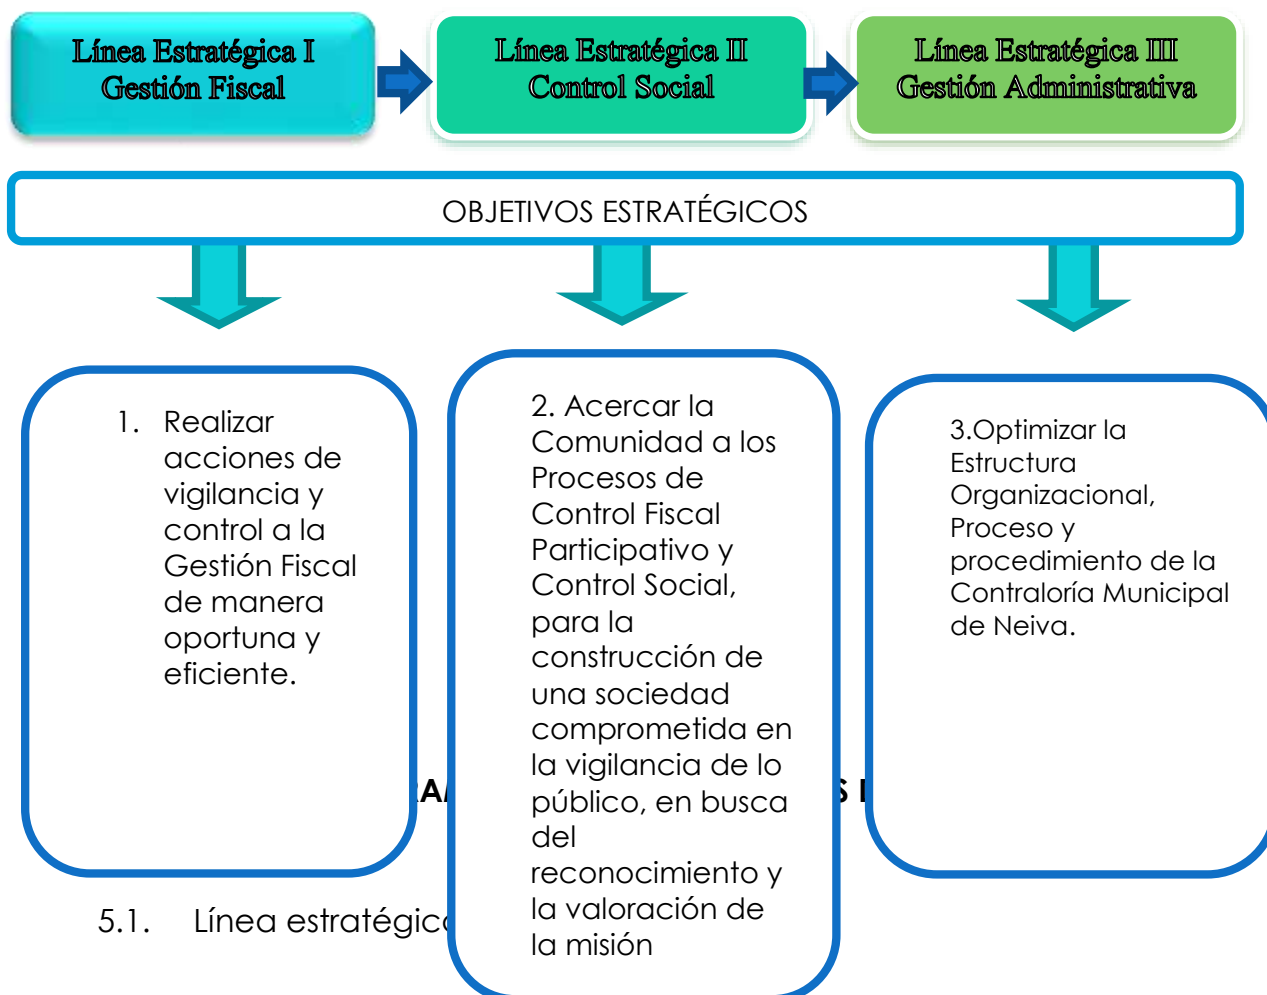 Línea Estratégica I
Gestión Fiscal
Línea Estratégica II
Control Social
Línea Estratégica III
Gestión Administrativa
OBJETIVOS ESTRATÉGICOS
1. Realizar
acciones de
vigilancia y
control a la
Gestión Fiscal
de manera
oportuna y
eficiente.
2. Acercar la
Comunidad a los
Procesos de
Control Fiscal
Participativo y
Control Social,
para la
construcción de
una sociedad
comprometida en
la vigilancia de lo
público, en busca
del
reconocimiento y
la valoración de
la misión
3.Optimizar la
Estructura
Organizacional,
Proceso y
procedimiento de la
Contraloría Municipal
de Neiva.
5.1. Línea estratégica